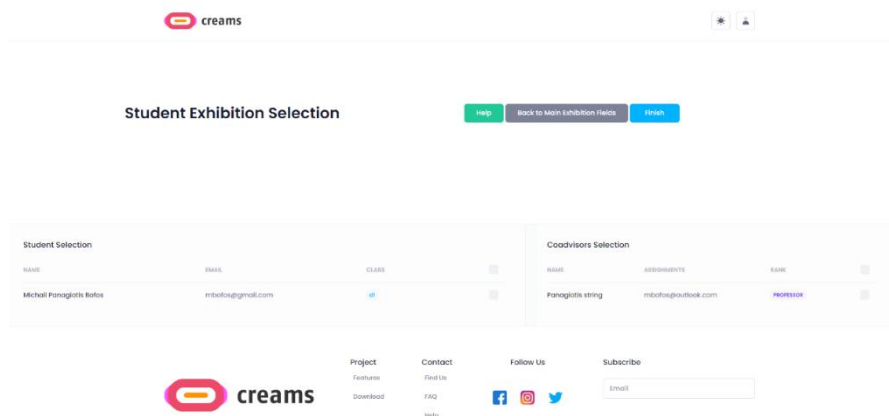 creams
Student Exhibition Selection
Help
Back to Main Exhibition Fields
Finish
Student Selection
NAME EMAIL CLASS
Michail Panagiotis Bofos mbofos@gmail.com d1
Coadvisors Selection
NAME ASSIGNMENTS RANK
Panagiotis string mbofos@outlook.com PROFESSOR
creams
Project
Features
Download
Contact
Find Us
FAQ
Help
Follow Us
Subscribe
Email